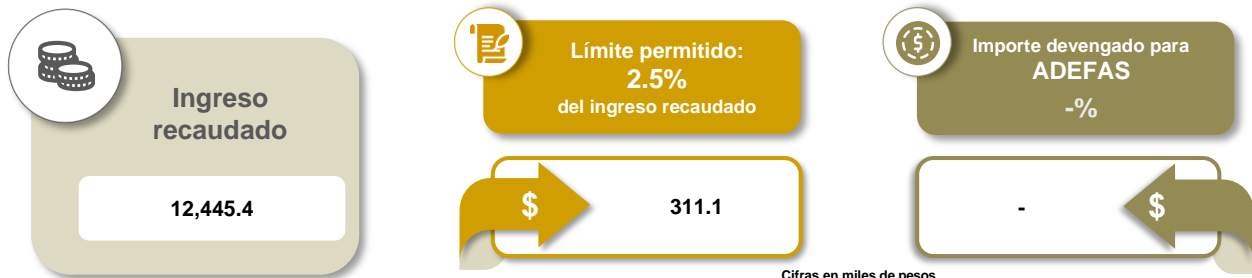 Ingreso
recaudado
12,445.4
Límite permitido:
2.5%
del ingreso recaudado
$
311.1
Importe devengado para
ADEFAS
-%
-
$
Cifras en miles de pesos